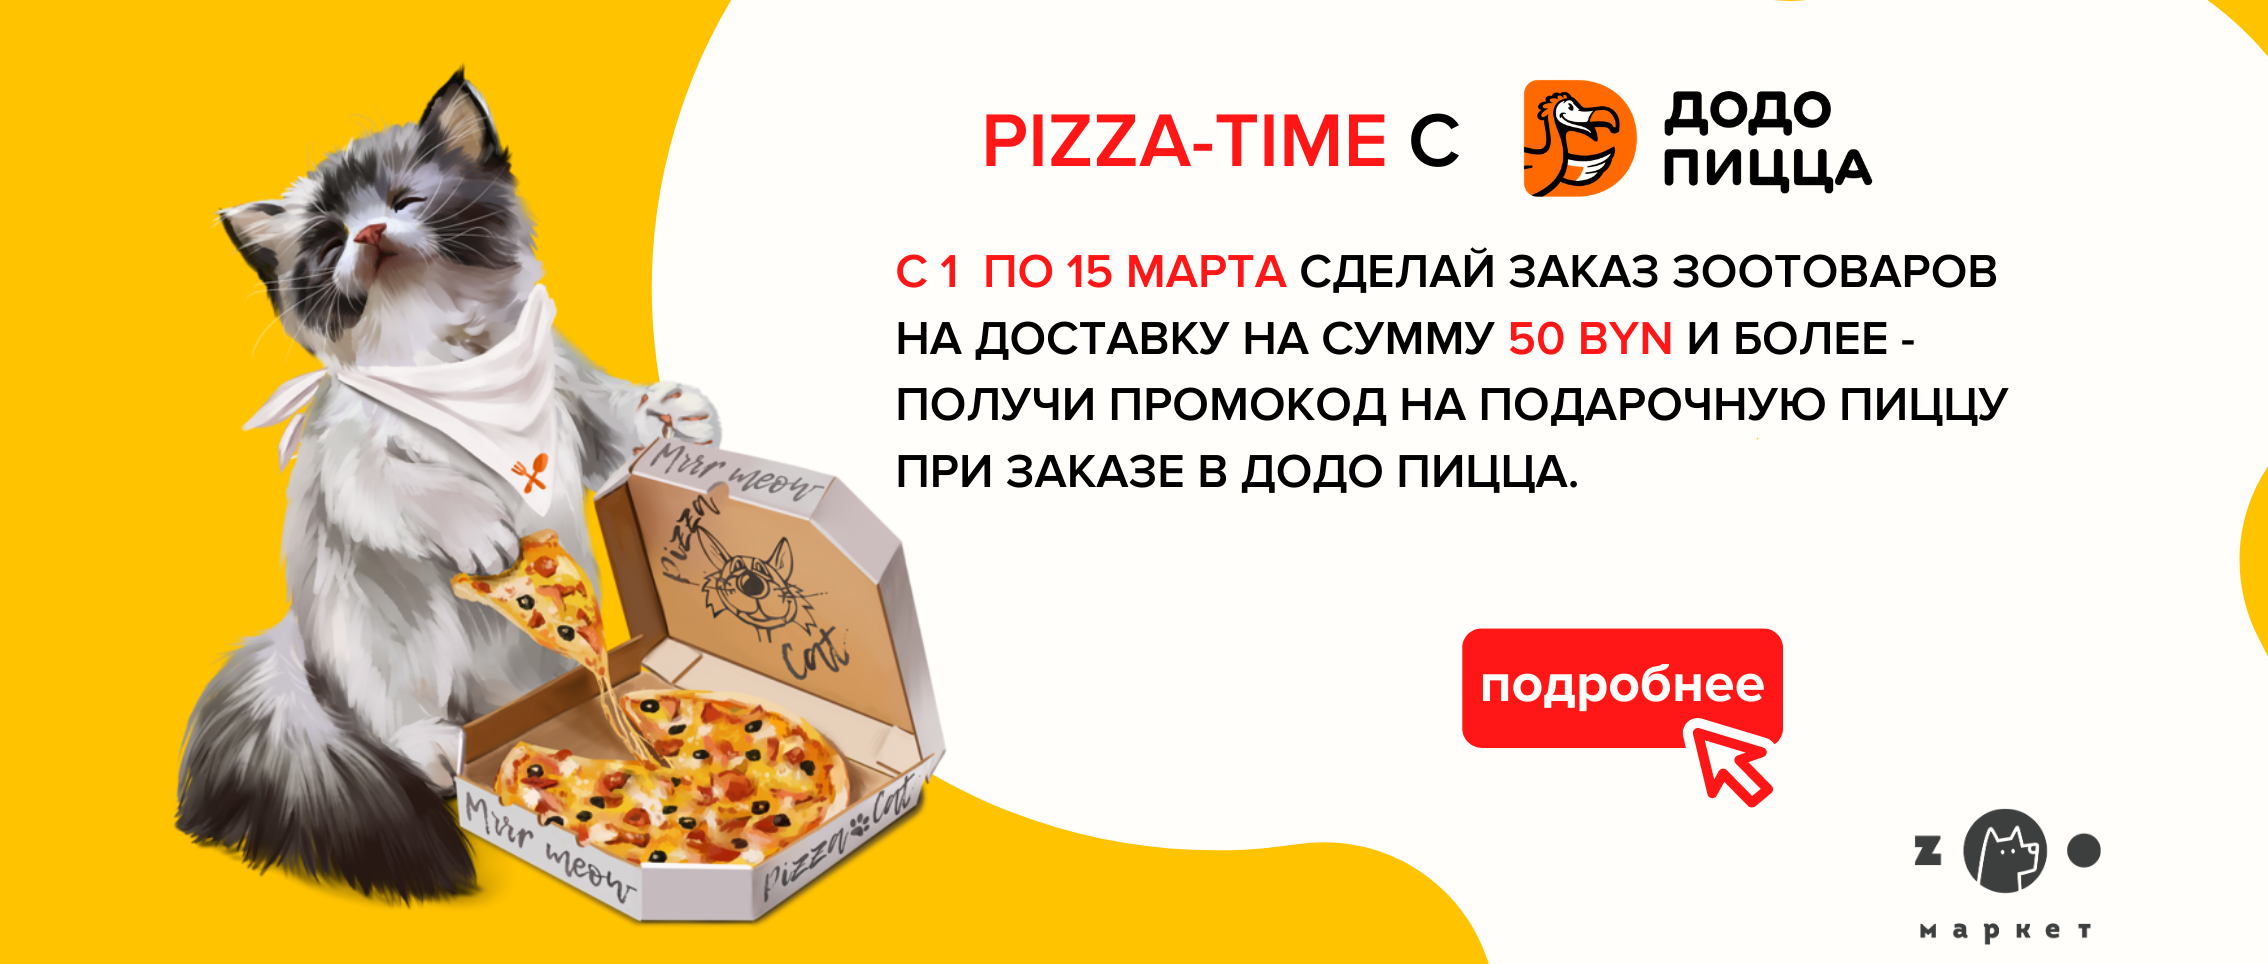 PIZZA-TIME С
ДОДО
ПИЦЦА
С 1 ПО 15 МАРТА СДЕЛАЙ ЗАКАЗ ЗООТОВАРОВ
НА ДОСТАВКУ НА СУММУ 50 BYN И БОЛЕЕ -
ПОЛУЧИ ПРОМОКОД НА ПОДАРОЧНУЮ ПИЦЦУ
ПРИ ЗАКАЗЕ В ДОДО ПИЦЦА.
Mrrr meow
Pizza
Cat
подробнее
Mrrr meow
Pizza Cat
ZOO
маркет